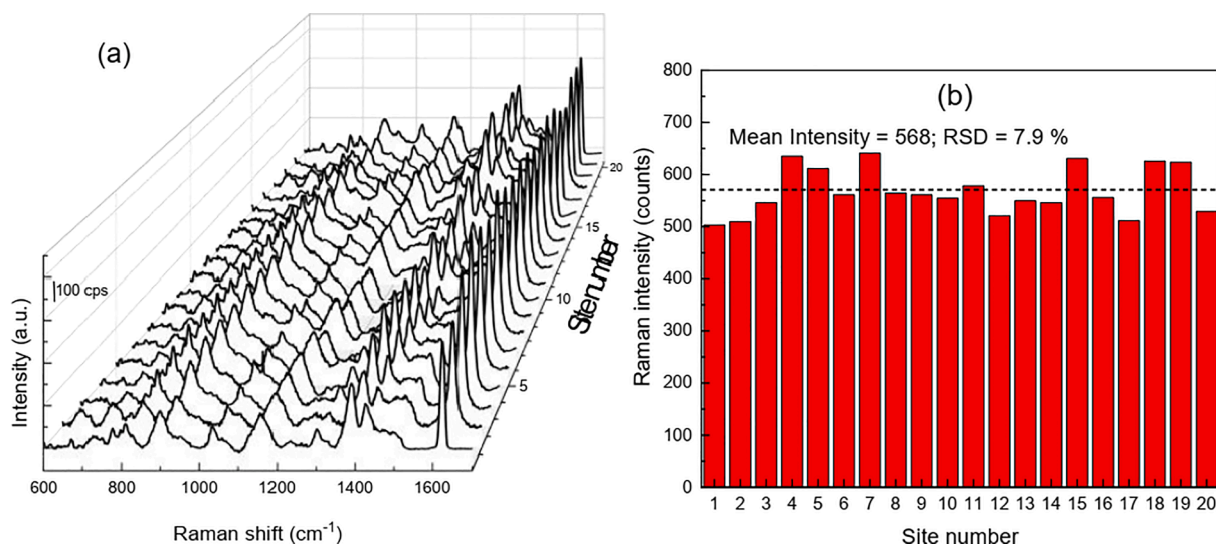 (a)
Intensity (a.u.)
100 cps
600 800 1000 1200 1400 1600
Raman shift (cm-1)
5
10
15
20
Site number
(b)
Mean Intensity = 568; RSD = 7.9 %
Raman intensity (counts)
800
700
600
500
400
300
200
100
0
1 2 3 4 5 6 7 8 9 10 11 12 13 14 15 16 17 18 19 20
Site number